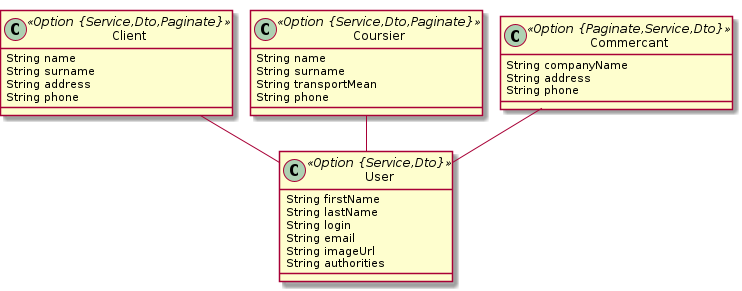 C «Option {Service,Dto,Paginate}»
Client
String name
String surname
String address
String phone
C «Option {Service,Dto,Paginate}»
Coursier
String name
String surname
String transportMean
String phone
C «Option {Paginate,Service,Dto}»
Commercant
String companyName
String address
String phone
C «Option {Service,Dto}»
User
String firstName
String lastName
String login
String email
String imageUrl
String authorities